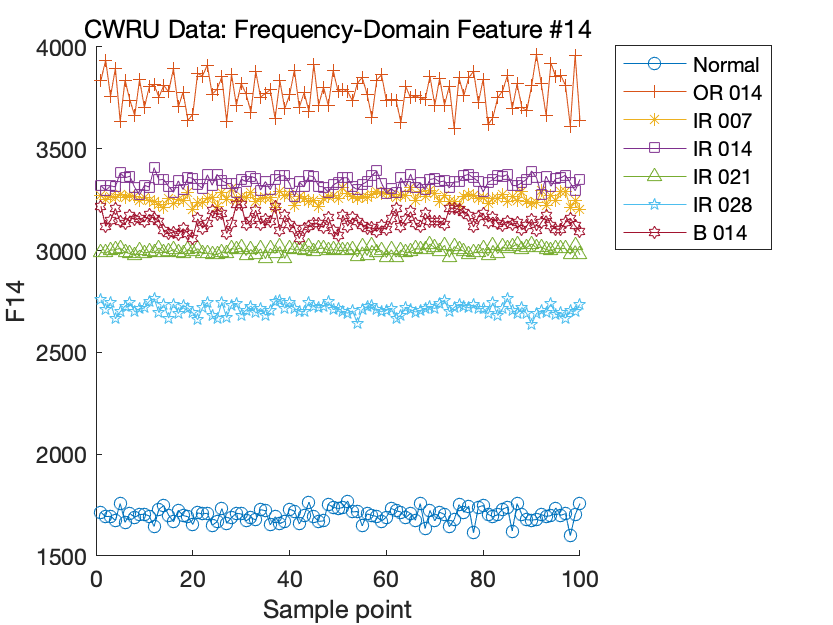 CWRU Data: Frequency-Domain Feature #14
4000
3500
3000
2500
2000
1500
F14
0
20
40
60
80
100
Sample point
Normal
OR 014
IR 007
IR 014
IR 021
IR 028
B 014